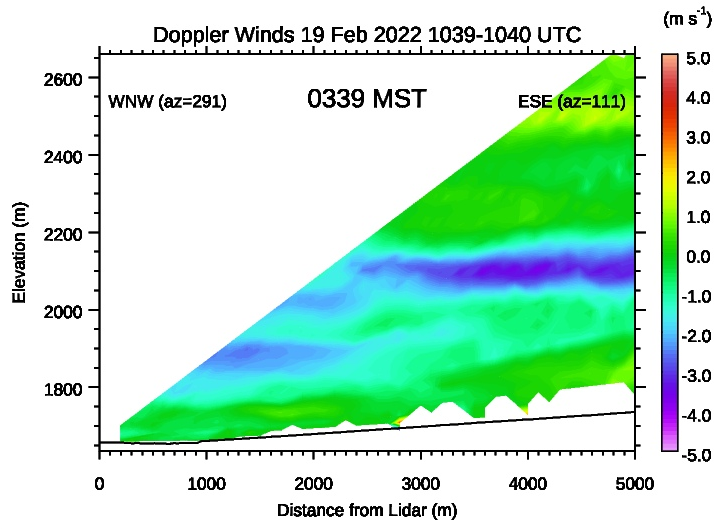 (m s⁻¹)
Doppler Winds 19 Feb 2022 1039-1040 UTC
WNW (az=291) 0339 MST ESE (az=111)
Elevation (m)
2600
2400
2200
2000
1800
0 1000 2000 3000 4000 5000
Distance from Lidar (m)
5.0
4.0
3.0
2.0
1.0
0.0
-1.0
-2.0
-3.0
-4.0
-5.0